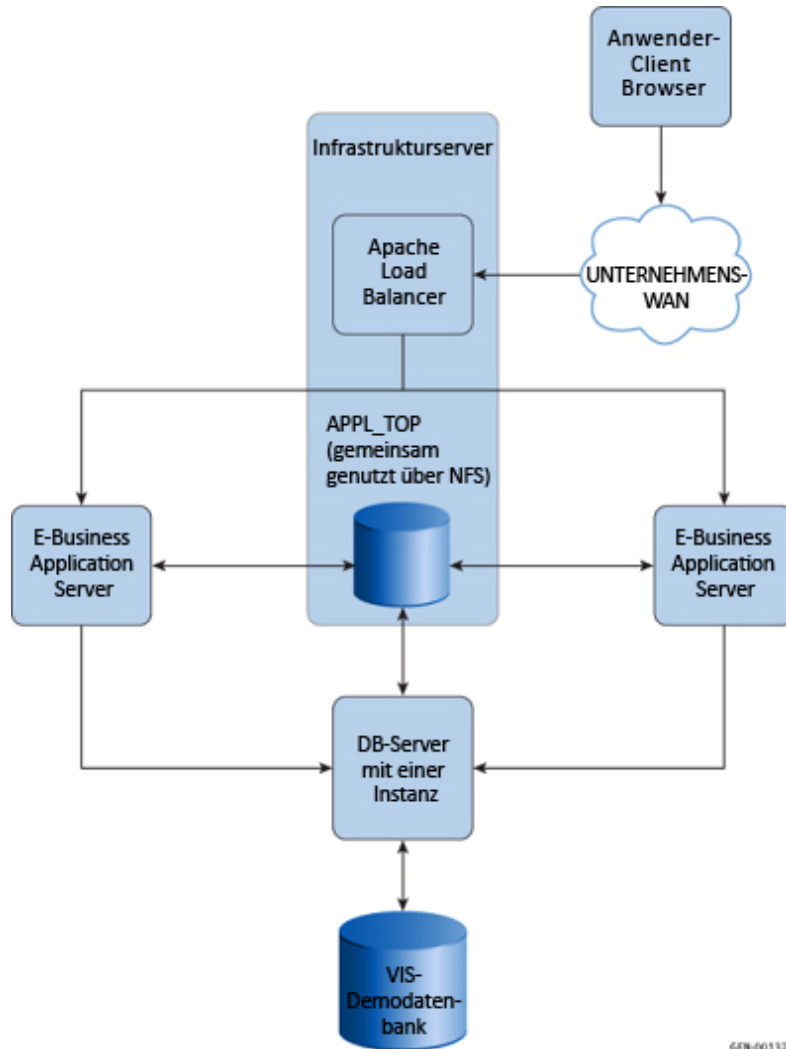 Anwender-
Client
Browser
Infrastrukturserver
Apache
Load
Balancer
UNTERNEHMENS-
WAN
APPL_TOP
(gemeinsam
genutzt über NFS)
E-Business
Application
Server
E-Business
Application
Server
DB-Server
mit einer
Instanz
VIS-
Demodaten-
bank